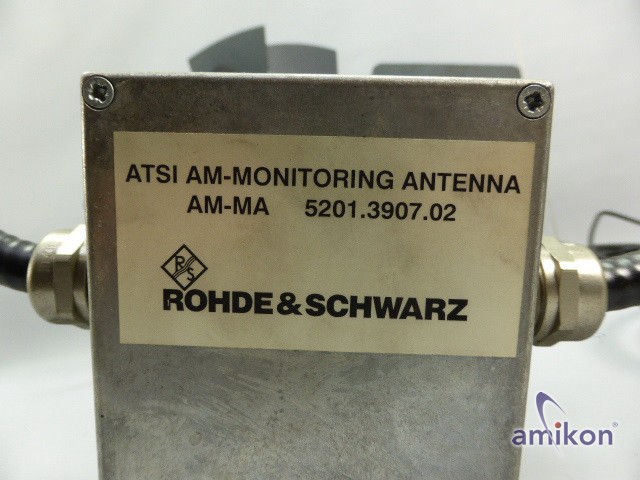 ATSI AM-MONITORING ANTENNA
AM-MA 5201.3907.02
R S
ROHDE & SCHWARZ
amikon®